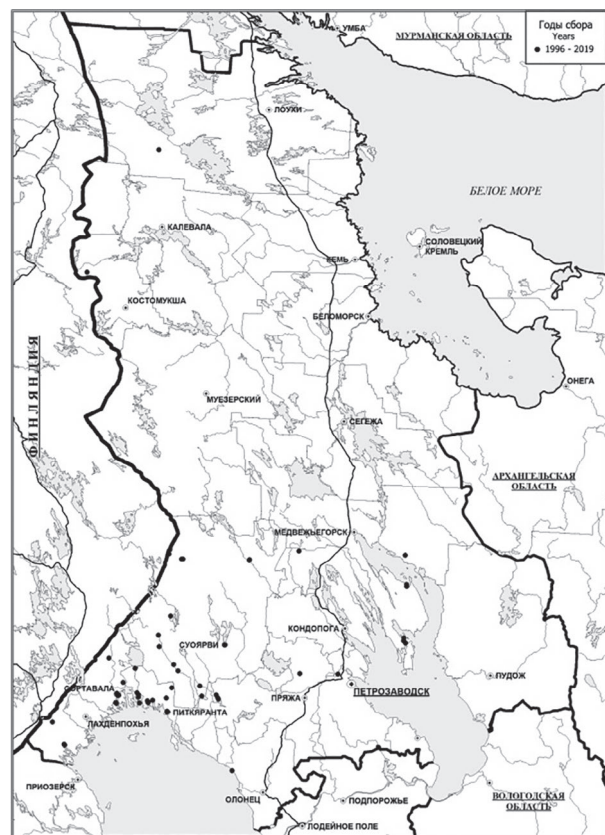 УМБА
МУРМАНСКАЯ ОБЛАСТЬ
Годы сбора
Years
1996 - 2019
ЛОУХИ
БЕЛОЕ МОРЕ
КАЛЕВАЛА
СОЛОВЕЦКИЙ
КРЕМЛЬ
КЕМЬ
КОСТОМУКША
БЕЛОМОРСК
ФИНЛЯНДИЯ
ОНЕГА
МУЕЗЕРСКИЙ
СЕГЕЖА
АРХАНГЕЛЬСКАЯ
ОБЛАСТЬ
МЕДВЕЖЬЕГОРСК
КОНДОПОГА
СУОЯРВИ
ПУДОЖ
СОРТАВАЛА
ПЕТРОЗАВОДСК
ПРЯЖА
ПИТКЯРАНТА
ЛАХДЕНПОХЬЯ
ПРИОЗЕРСК
ОЛОНЕЦ
ПОДПОРОЖЬЕ
ВОЛОГОДСКАЯ
ОБЛАСТЬ
ЛОДЕЙНОЕ ПОЛЕ